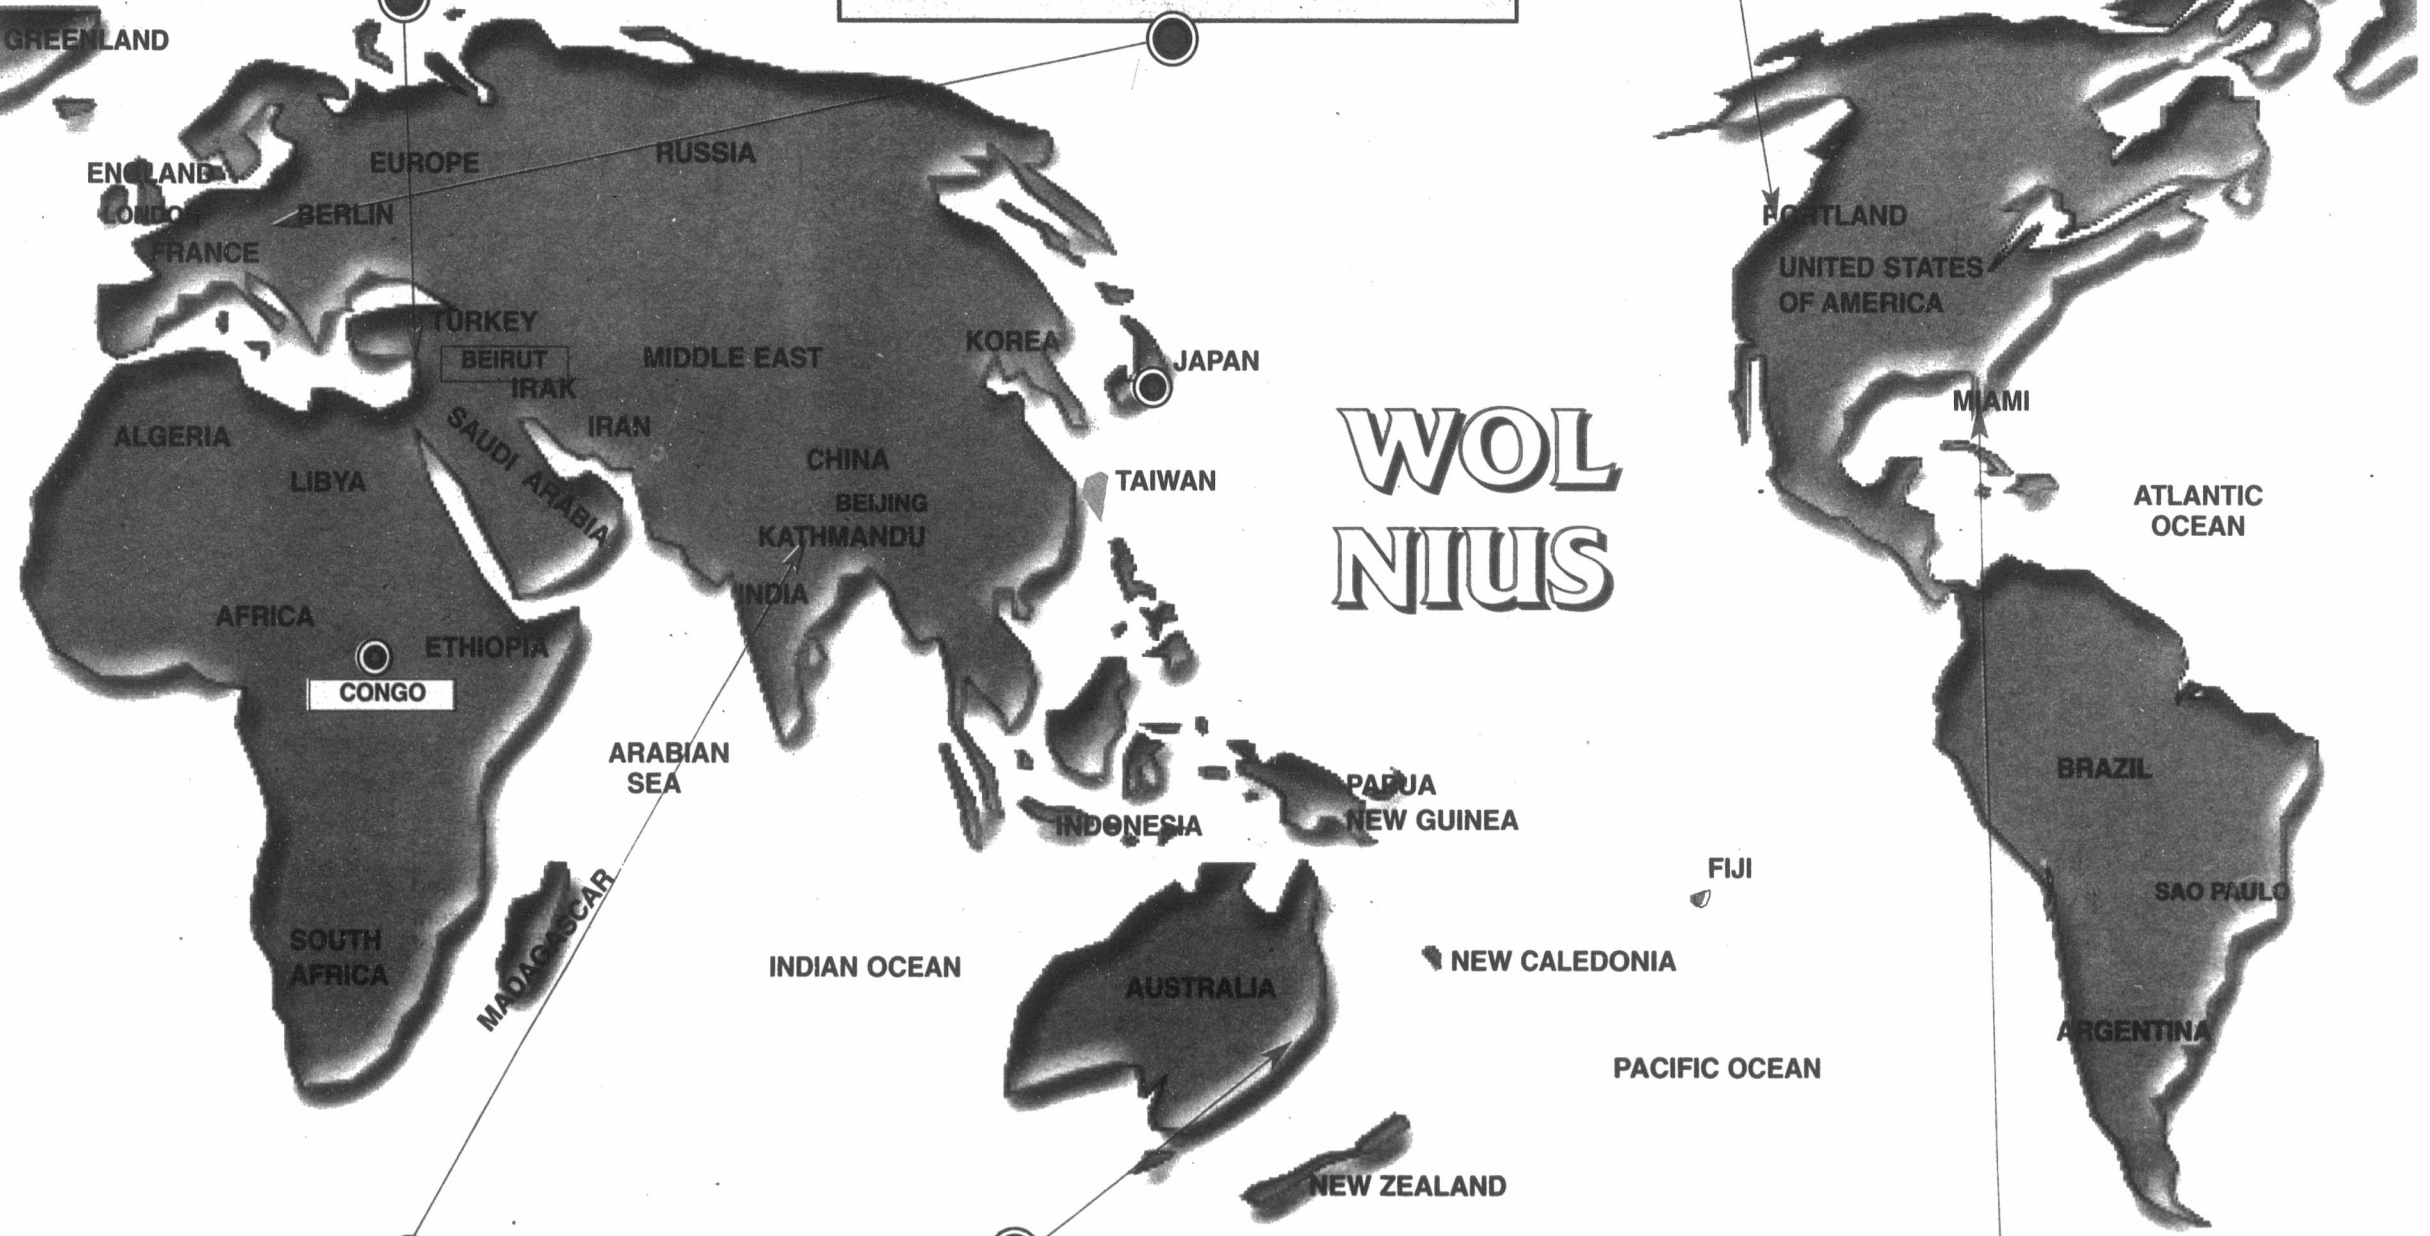 GREENLAND
ENGLAND
LONDON
EUROPE
RUSSIA
BERLIN
FRANCE
TURKEY
BEIRUT
IRAK
MIDDLE EAST
KOREA
JAPAN
IRAN
SAUDI ARABIA
ALGERIA
LIBYA
CHINA
BEIJING
KATHMANDU
INDIA
TAIWAN
AFRICA
ETHIOPIA
CONGO
ARABIAN
SEA
SOUTH
AFRICA
MADAGASCAR
INDIAN OCEAN
INDONESIA
PAPUA
NEW GUINEA
AUSTRALIA
NEW ZEALAND
WOL
NIUS
FIJI
NEW CALEDONIA
PACIFIC OCEAN
PORTLAND
UNITED STATES
OF AMERICA
MIAMI
ATLANTIC
OCEAN
BRAZIL
SAO PAULO
ARGENTINA